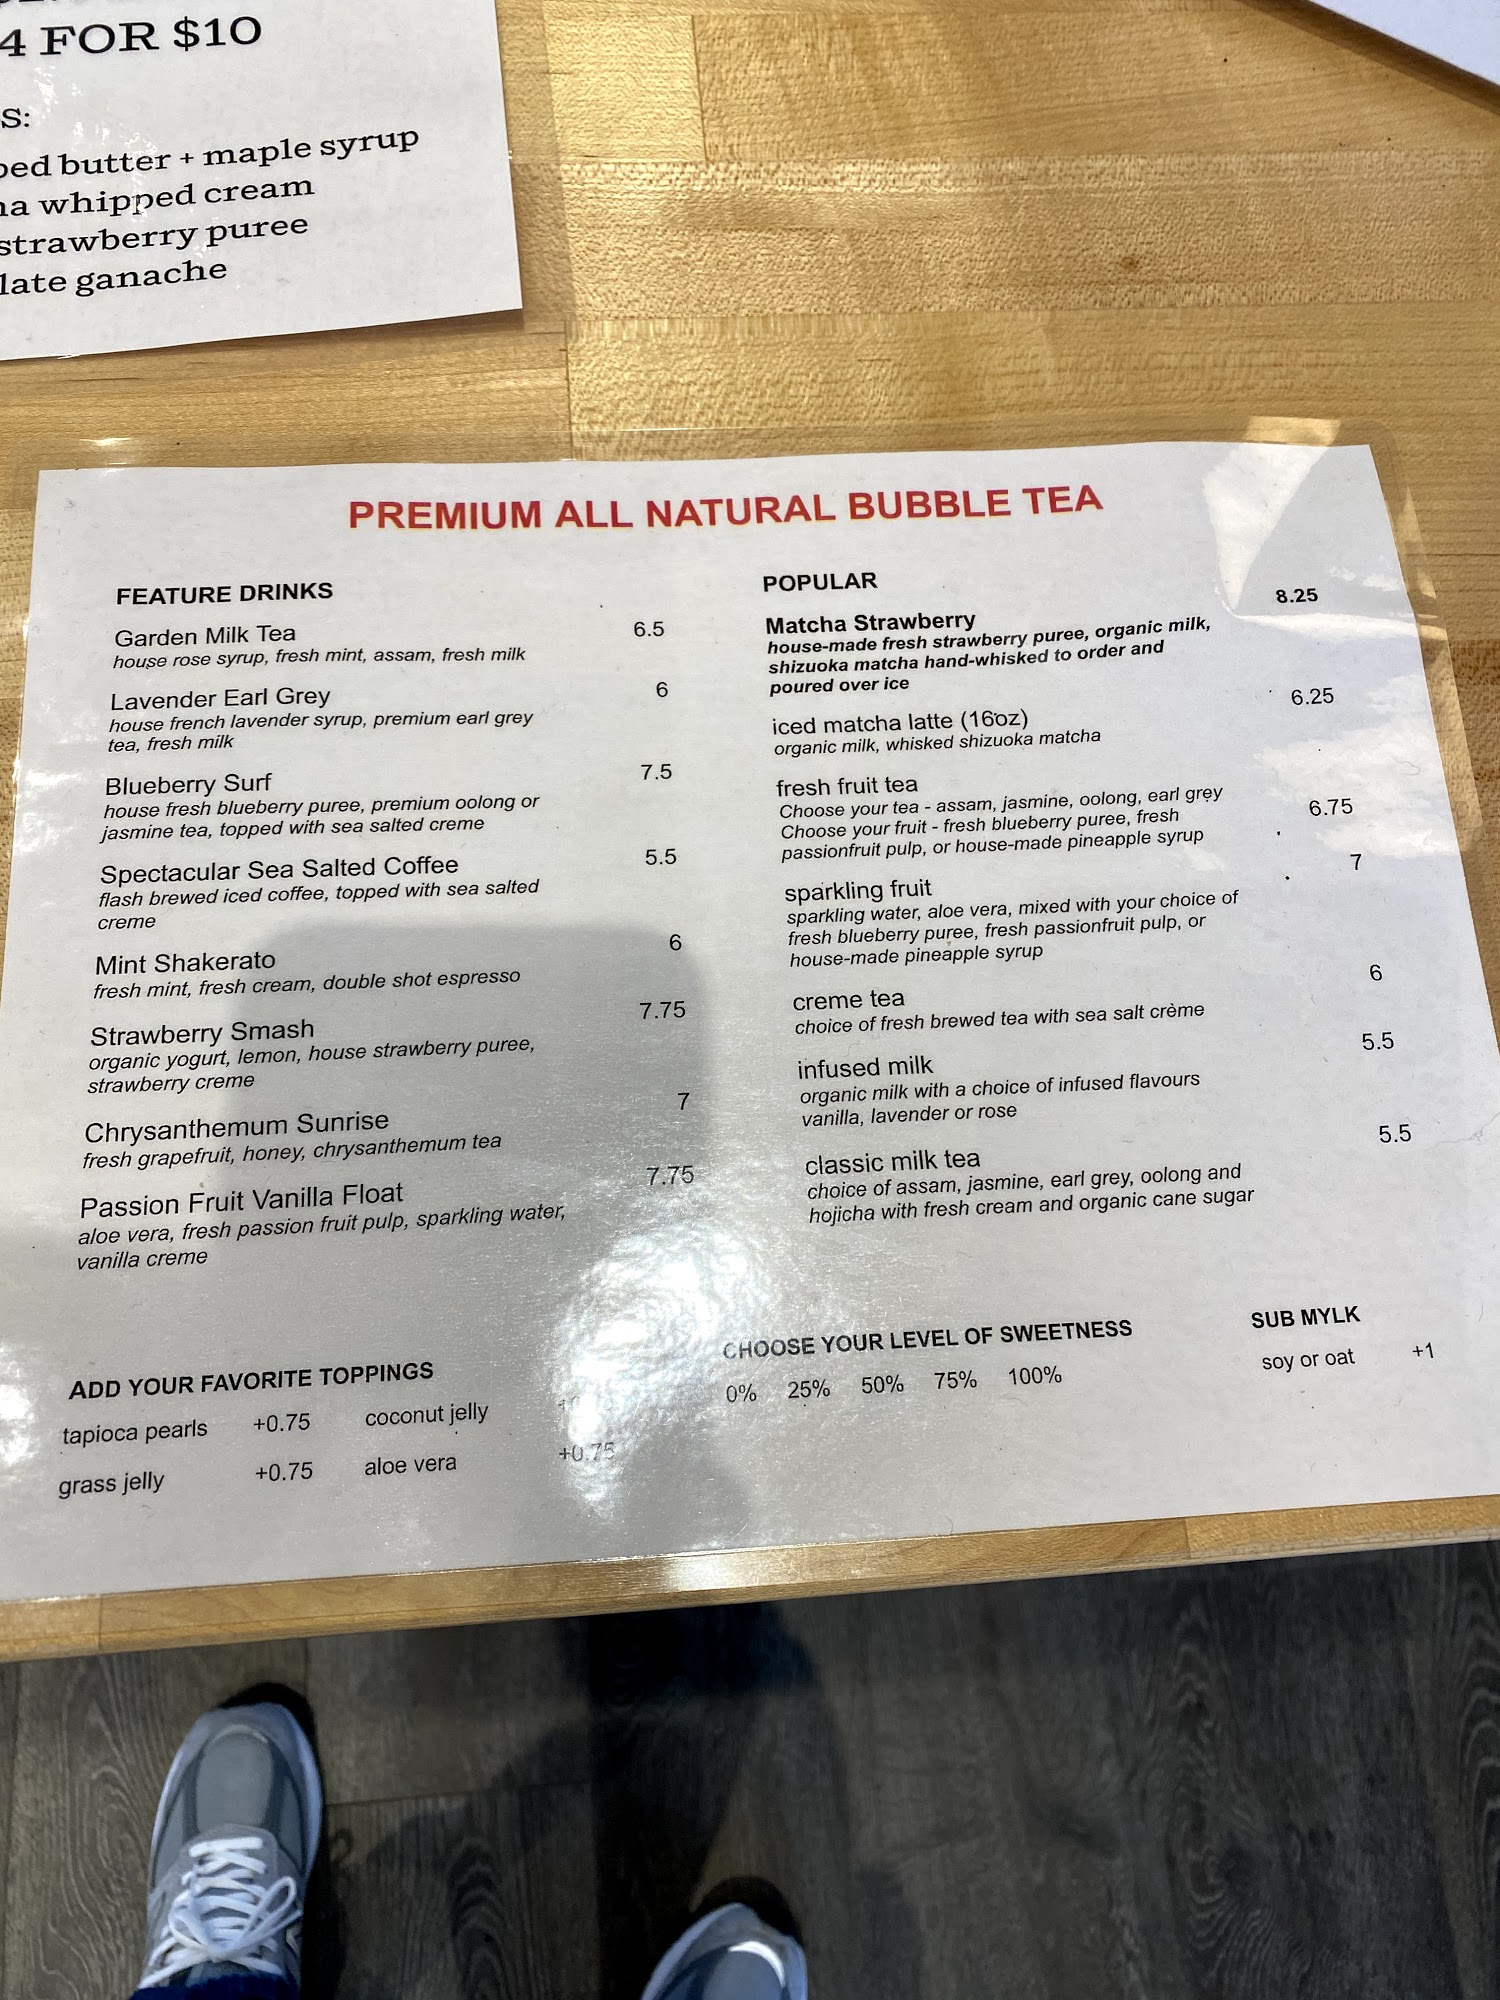 4 FOR $10
S:
butter + maple syrup
whipped cream
strawberry puree
ganache
PREMIUM ALL NATURAL BUBBLE TEA
FEATURE DRINKS
Garden Milk Tea 6.5
house rose syrup, fresh mint, assam, fresh milk
Lavender Earl Grey 6
house french lavender syrup, premium earl grey
tea, fresh milk
Blueberry Surf 7.5
house fresh blueberry puree, premium oolong or
jasmine tea, topped with sea salted creme
Spectacular Sea Salted Coffee 5.5
flash brewed iced coffee, topped with sea salted
creme
Mint Shakerato 6
fresh mint, fresh cream, double shot espresso
Strawberry Smash 7.75
organic yogurt, lemon, house strawberry puree,
strawberry creme
Chrysanthemum Sunrise 7
fresh grapefruit, honey, chrysanthemum tea
Passion Fruit Vanilla Float 7.75
aloe vera, fresh passion fruit pulp, sparkling water,
vanilla creme
POPULAR
Matcha Strawberry 8.25
house-made fresh strawberry puree, organic milk,
shizuoka matcha hand-whisked to order and
poured over ice
iced matcha latte (16oz) 6.25
organic milk, whisked shizuoka matcha
fresh fruit tea 6.75
Choose your tea - assam, jasmine, oolong, earl grey
Choose your fruit - fresh blueberry puree, fresh
passionfruit pulp, or house-made pineapple syrup
sparkling fruit 7
sparkling water, aloe vera, mixed with your choice of
fresh blueberry puree, fresh passionfruit pulp, or
house-made pineapple syrup
creme tea 6
choice of fresh brewed tea with sea salt crème
infused milk 5.5
organic milk with a choice of infused flavours
vanilla, lavender or rose
classic milk tea 5.5
choice of assam, jasmine, earl grey, oolong and
hojicha with fresh cream and organic cane sugar
ADD YOUR FAVORITE TOPPINGS
tapioca pearls +0.75 coconut jelly
grass jelly +0.75 aloe vera +0.75
CHOOSE YOUR LEVEL OF SWEETNESS
0% 25% 50% 75% 100%
SUB MYLK
soy or oat +1